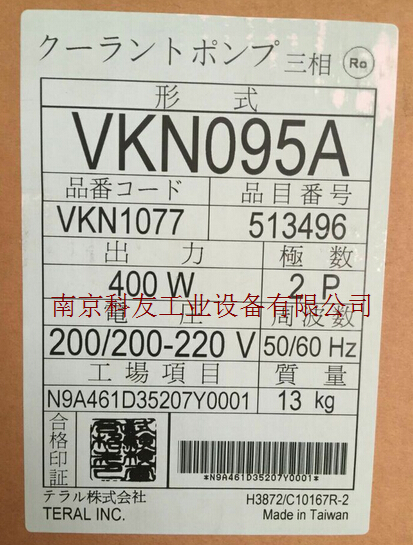 クーラントポンプ 三相 Ro
形式
VKN095A
品番コード 品目番号
VKN1077 513496
出力 極数
400 W 2 P
南京科友工业设备有限公司
電圧 周波数
200/200-220 V 50/60 Hz
工場項目 質量
N9A461D35207Y0001 13 kg
合格印証
*N9A461D35207Y0001*
テラル株式会社 H3872/C10167R-2
TERAL INC. Made in Taiwan